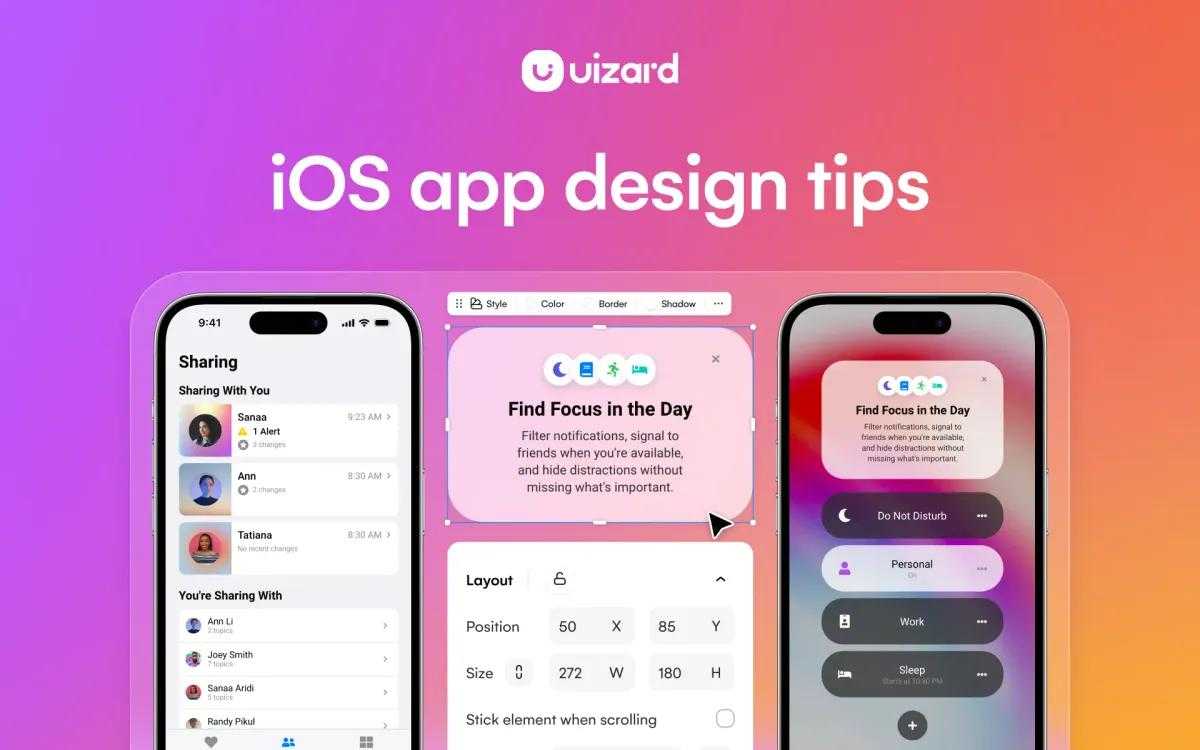 uizard
iOS app design tips
9:41
Sharing
Sharing With You
Sanaa
9:23 AM
1 Alert
3 changes
Ann
8:30 AM
2 changes
Tatiana
8:30 AM
No recent changes
You're Sharing With
Ann Li
2 topics
Joey Smith
7 topics
Sanaa Aridi
5 topics
Randy Pikul
Style Color Border Shadow
Find Focus in the Day
Filter notifications, signal to
friends when you're available,
and hide distractions without
missing what's important.
Layout
Position 50 X 85 Y
Size 272 W 180 H
Stick element when scrolling
Find Focus in the Day
Filter notifications, signal to
friends when you're available,
and hide distractions without
missing what's important.
Do Not Disturb
Personal
On
Work
Sleep
Starts at 10:30 PM